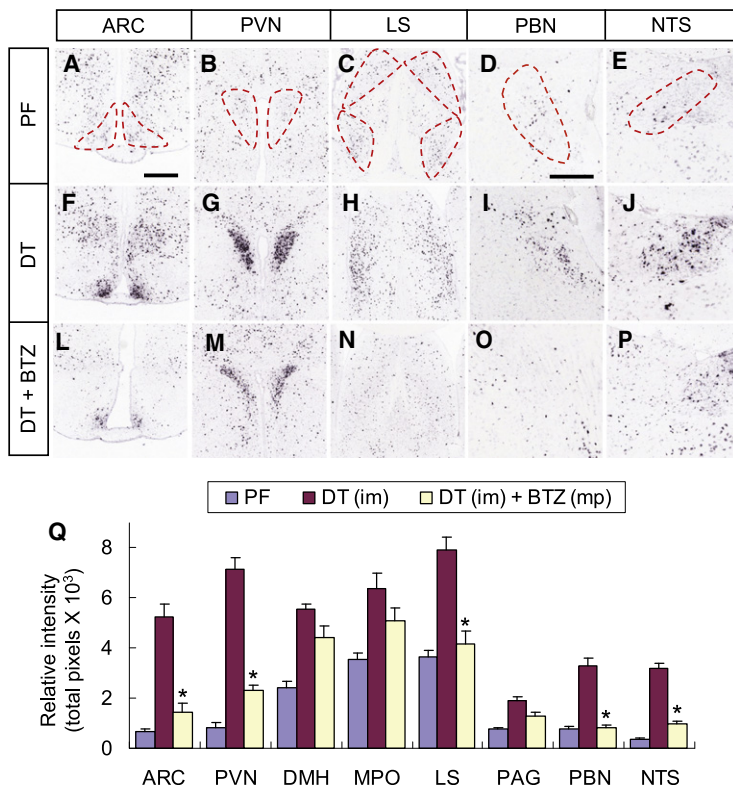 ARC PVN LS PBN NTS
PF
A B C D E
DT
F G H I J
DT + BTZ
L M N O P
PF DT (im) DT (im) + BTZ (mp)
Q
Relative intensity
(total pixels X 10³)
8
6
4
2
0
* * * * *
ARC PVN DMH MPO LS PAG PBN NTS